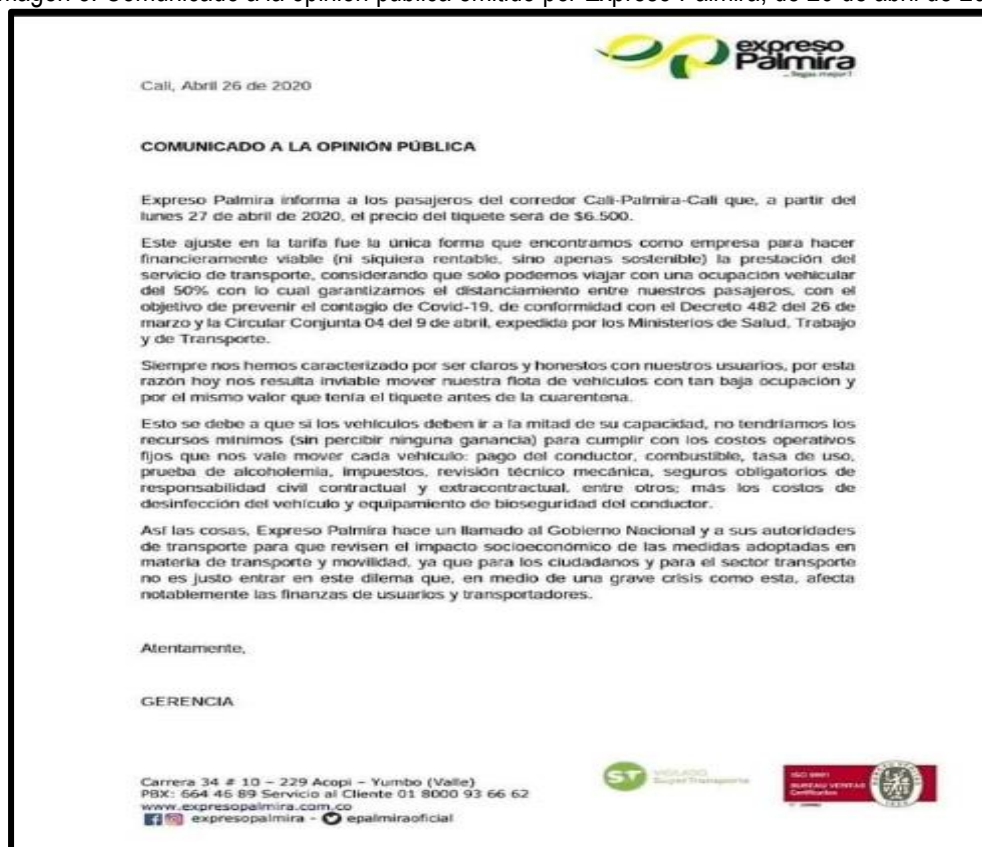 expreso
Palmira
... llegas mejor!
Cali, Abril 26 de 2020
COMUNICADO A LA OPINIÓN PÚBLICA
Expreso Palmira informa a los pasajeros del corredor Cali-Palmira-Cali que, a partir del
lunes 27 de abril de 2020, el precio del tiquete será de $6.500.
Este ajuste en la tarifa fue la única forma que encontramos como empresa para hacer
financieramente viable (ni siquiera rentable, sino apenas sostenible) la prestación del
servicio de transporte, considerando que solo podemos viajar con una ocupación vehicular
del 50% con lo cual garantizamos el distanciamiento entre nuestros pasajeros, con el
objetivo de prevenir el contagio de Covid-19, de conformidad con el Decreto 482 del 26 de
marzo y la Circular Conjunta 04 del 9 de abril, expedida por los Ministerios de Salud, Trabajo
y de Transporte.
Siempre nos hemos caracterizado por ser claros y honestos con nuestros usuarios, por esta
razón hoy nos resulta inviable mover nuestra flota de vehículos con tan baja ocupación y
por el mismo valor que tenía el tiquete antes de la cuarentena.
Esto se debe a que si los vehículos deben ir a la mitad de su capacidad, no tendríamos los
recursos mínimos (sin percibir ninguna ganancia) para cumplir con los costos operativos
fijos que nos vale mover cada vehículo: pago del conductor, combustible, tasa de uso,
prueba de alcoholemia, impuestos, revisión técnico mecánica, seguros obligatorios de
responsabilidad civil contractual y extracontractual, entre otros; más los costos de
desinfección del vehículo y equipamiento de bioseguridad del conductor.
Así las cosas, Expreso Palmira hace un llamado al Gobierno Nacional y a sus autoridades
de transporte para que revisen el impacto socioeconómico de las medidas adoptadas en
materia de transporte y movilidad, ya que para los ciudadanos y para el sector transporte
no es justo entrar en este dilema que, en medio de una grave crisis como esta, afecta
notablemente las finanzas de usuarios y transportadores.
Atentamente,
GERENCIA
Carrera 34 # 10 – 229 Acopi – Yumbo (Valle)
PBX: 664 46 89 Servicio al Cliente 01 8000 93 66 62
www.expresopalmira.com.co
expresopalmira - epalmiraoficial
ST
VIGILADO
SuperTransporte
ISO 9001
BUREAU VERITAS
Certification